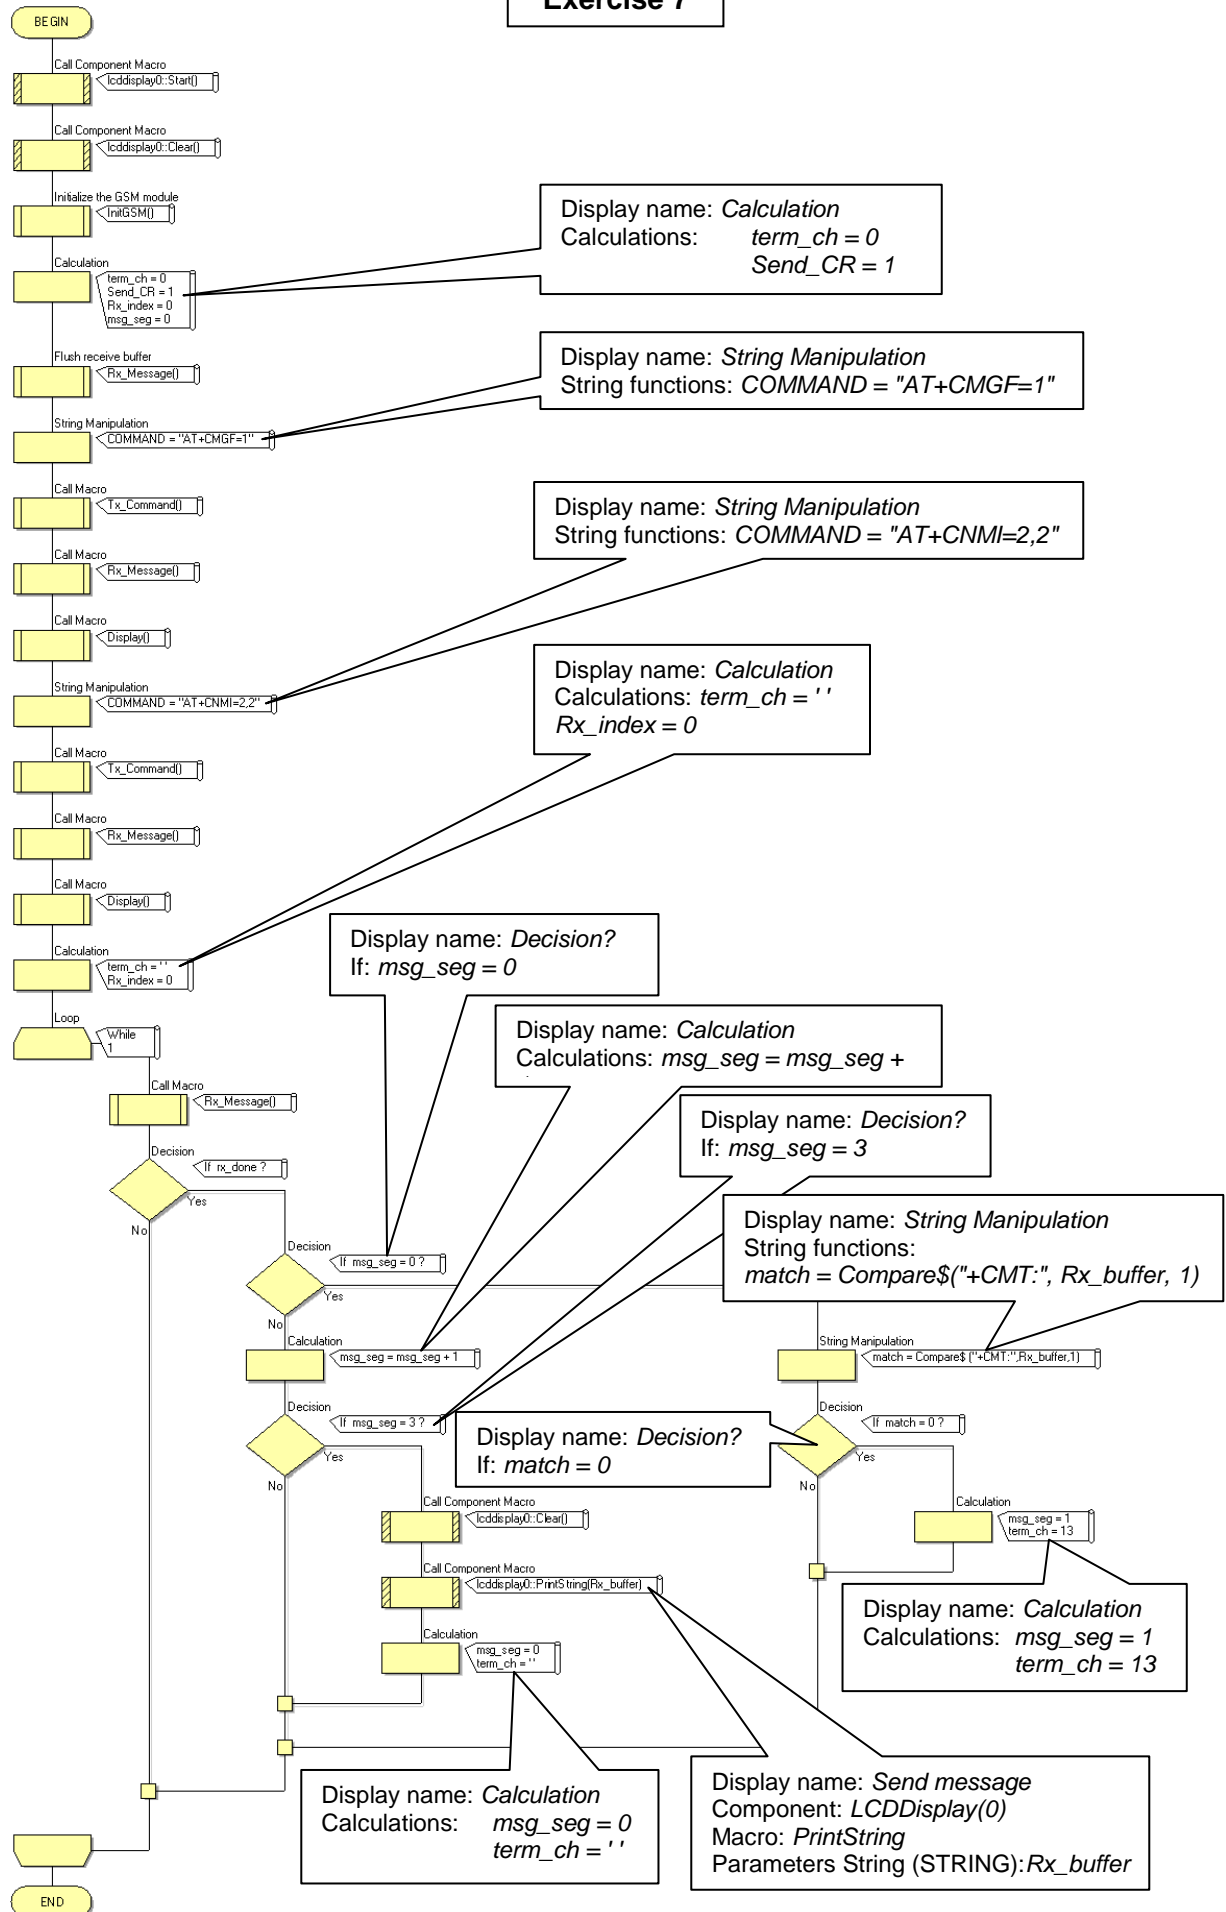 Exercise 7
BEGIN
Call Component Macro
lcddisplay0::Start()
Call Component Macro
lcddisplay0::Clear()
Initialize the GSM module
InitGSM()
Calculation
term_ch = 0
Send_CR = 1
Rx_index = 0
msg_seg = 0
Display name: Calculation
Calculations: term_ch = 0
Send_CR = 1
Flush receive buffer
Rx_Message()
String Manipulation
COMMAND = "AT+CMGF=1"
Display name: String Manipulation
String functions: COMMAND = "AT+CMGF=1"
Call Macro
Tx_Command()
Call Macro
Rx_Message()
Call Macro
Display()
String Manipulation
COMMAND = "AT+CNMI=2,2"
Display name: String Manipulation
String functions: COMMAND = "AT+CNMI=2,2"
Call Macro
Tx_Command()
Call Macro
Rx_Message()
Call Macro
Display()
Calculation
term_ch = ' '
Rx_index = 0
Display name: Calculation
Calculations: term_ch = ' '
Rx_index = 0
Loop
While
1
Call Macro
Rx_Message()
Decision
If rx_done ?
Yes
No
Display name: Decision?
If: msg_seg = 0
Decision
If msg_seg = 0 ?
Yes
No
Display name: Calculation
Calculations: msg_seg = msg_seg +
Calculation
msg_seg = msg_seg + 1
Display name: Decision?
If: msg_seg = 3
Decision
If msg_seg = 3 ?
Yes
No
Display name: String Manipulation
String functions:
match = Compare$("+CMT:", Rx_buffer, 1)
String Manipulation
match = Compare$ ("+CMT:",Rx_buffer,1)
Display name: Decision?
If: match = 0
Decision
If match = 0 ?
Yes
No
Call Component Macro
lcddisplay0::Clear()
Call Component Macro
lcddisplay0::PrintString(Rx_buffer)
Calculation
msg_seg = 0
term_ch = ' '
Calculation
msg_seg = 1
term_ch = 13
Display name: Calculation
Calculations: msg_seg = 1
term_ch = 13
Display name: Calculation
Calculations: msg_seg = 0
term_ch = ' '
Display name: Send message
Component: LCDDisplay(0)
Macro: PrintString
Parameters String (STRING):Rx_buffer
END